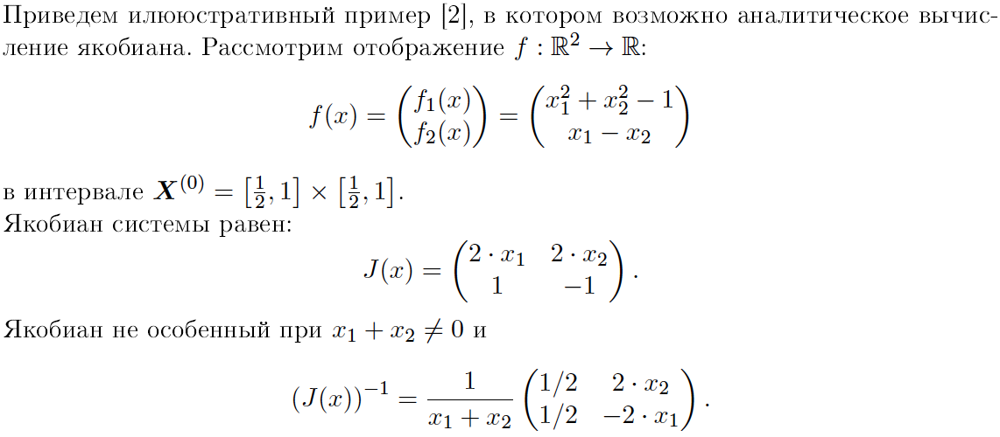 Приведем илююстративный пример [2], в котором возможно аналитическое вычис-
ление якобиана. Рассмотрим отображение $f : \mathbb{R}^2 \to \mathbb{R}$:
$$f(x) = \begin{pmatrix} f_1(x) \\ f_2(x) \end{pmatrix} = \begin{pmatrix} x_1^2 + x_2^2 - 1 \\ x_1 - x_2 \end{pmatrix}$$
в интервале $\boldsymbol{X}^{(0)} = \left[\frac{1}{2}, 1\right] \times \left[\frac{1}{2}, 1\right]$.
Якобиан системы равен:
$$J(x) = \begin{pmatrix} 2 \cdot x_1 & 2 \cdot x_2 \\ 1 & -1 \end{pmatrix}.$$
Якобиан не особенный при $x_1 + x_2 \neq 0$ и
$$(J(x))^{-1} = \frac{1}{x_1 + x_2} \begin{pmatrix} 1/2 & 2 \cdot x_2 \\ 1/2 & -2 \cdot x_1 \end{pmatrix}.$$